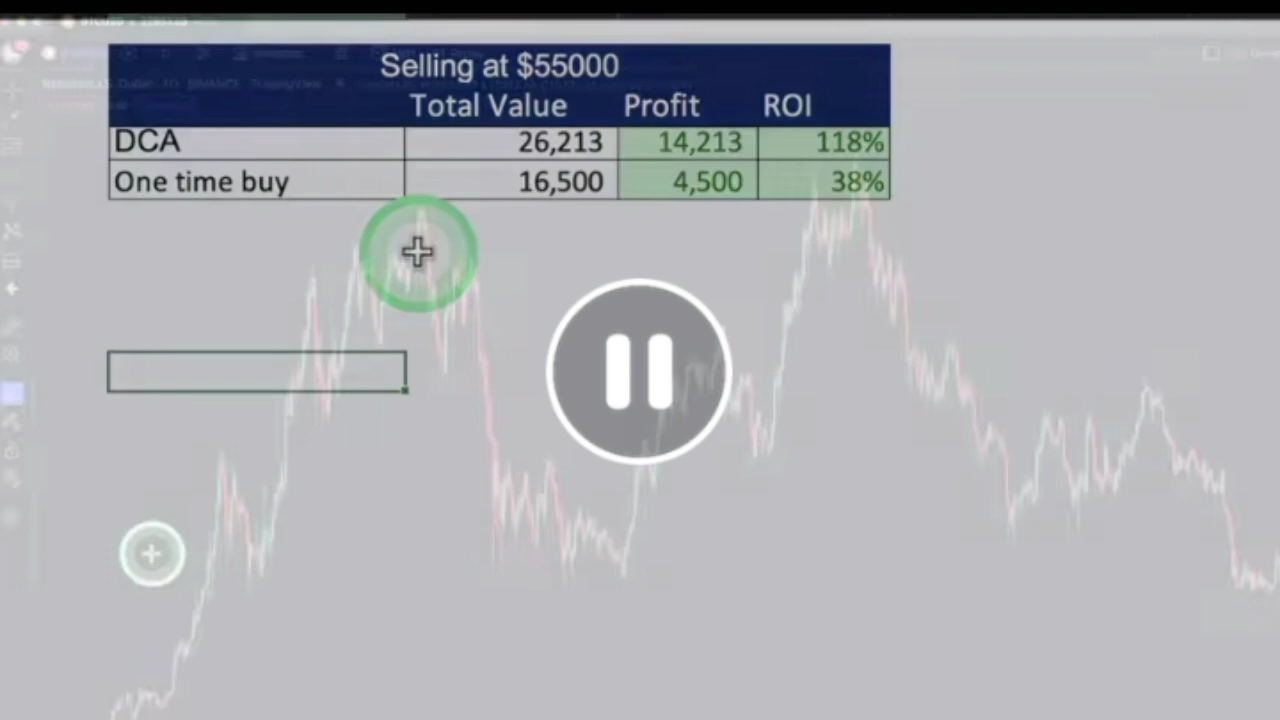 Selling at $55000
Total Value Profit ROI
DCA 26,213 14,213 118%
One time buy 16,500 4,500 38%